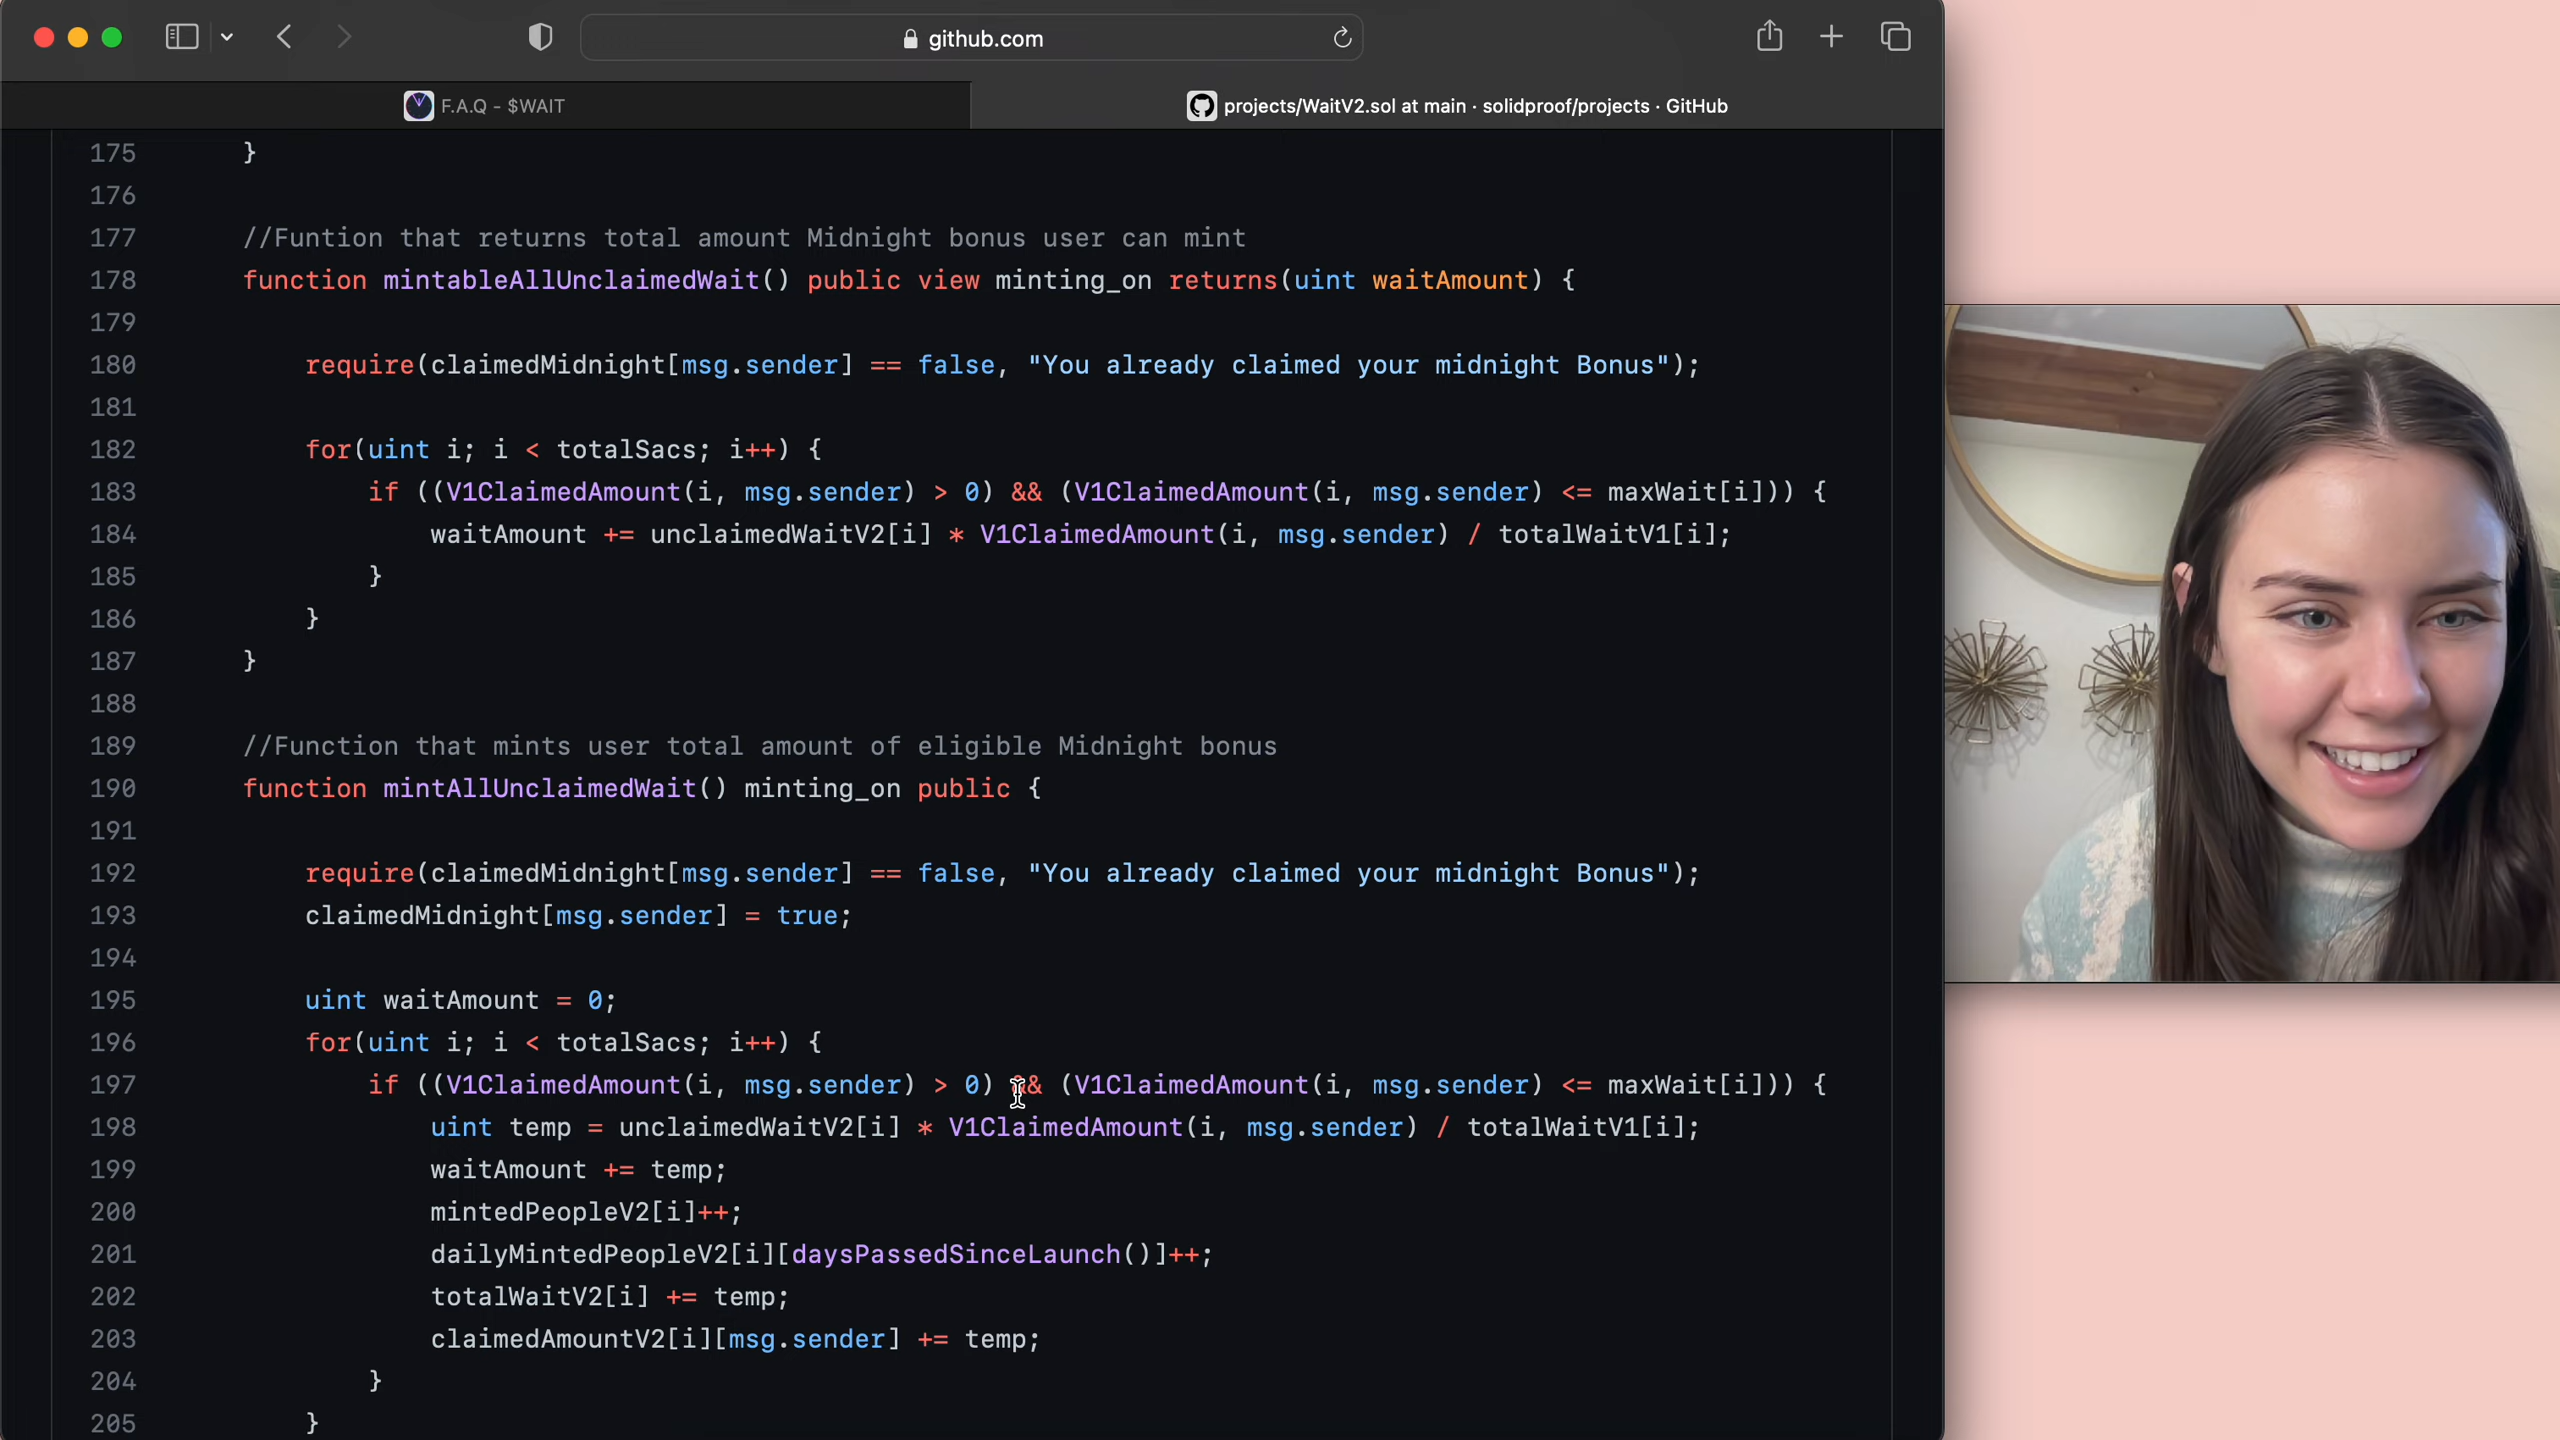 github.com
F.A.Q - $WAIT
projects/WaitV2.sol at main · solidproof/projects · GitHub
175 }
176
177 //Funtion that returns total amount Midnight bonus user can mint
178 function mintableAllUnclaimedWait() public view minting_on returns(uint waitAmount) {
179
180 require(claimedMidnight[msg.sender] == false, "You already claimed your midnight Bonus");
181
182 for(uint i; i < totalSacs; i++) {
183 if ((V1ClaimedAmount(i, msg.sender) > 0) && (V1ClaimedAmount(i, msg.sender) <= maxWait[i])) {
184 waitAmount += unclaimedWaitV2[i] * V1ClaimedAmount(i, msg.sender) / totalWaitV1[i];
185 }
186 }
187 }
188
189 //Function that mints user total amount of eligible Midnight bonus
190 function mintAllUnclaimedWait() minting_on public {
191
192 require(claimedMidnight[msg.sender] == false, "You already claimed your midnight Bonus");
193 claimedMidnight[msg.sender] = true;
194
195 uint waitAmount = 0;
196 for(uint i; i < totalSacs; i++) {
197 if ((V1ClaimedAmount(i, msg.sender) > 0) && (V1ClaimedAmount(i, msg.sender) <= maxWait[i])) {
198 uint temp = unclaimedWaitV2[i] * V1ClaimedAmount(i, msg.sender) / totalWaitV1[i];
199 waitAmount += temp;
200 mintedPeopleV2[i]++;
201 dailyMintedPeopleV2[i][daysPassedSinceLaunch()]++;
202 totalWaitV2[i] += temp;
203 claimedAmountV2[i][msg.sender] += temp;
204 }
205 }